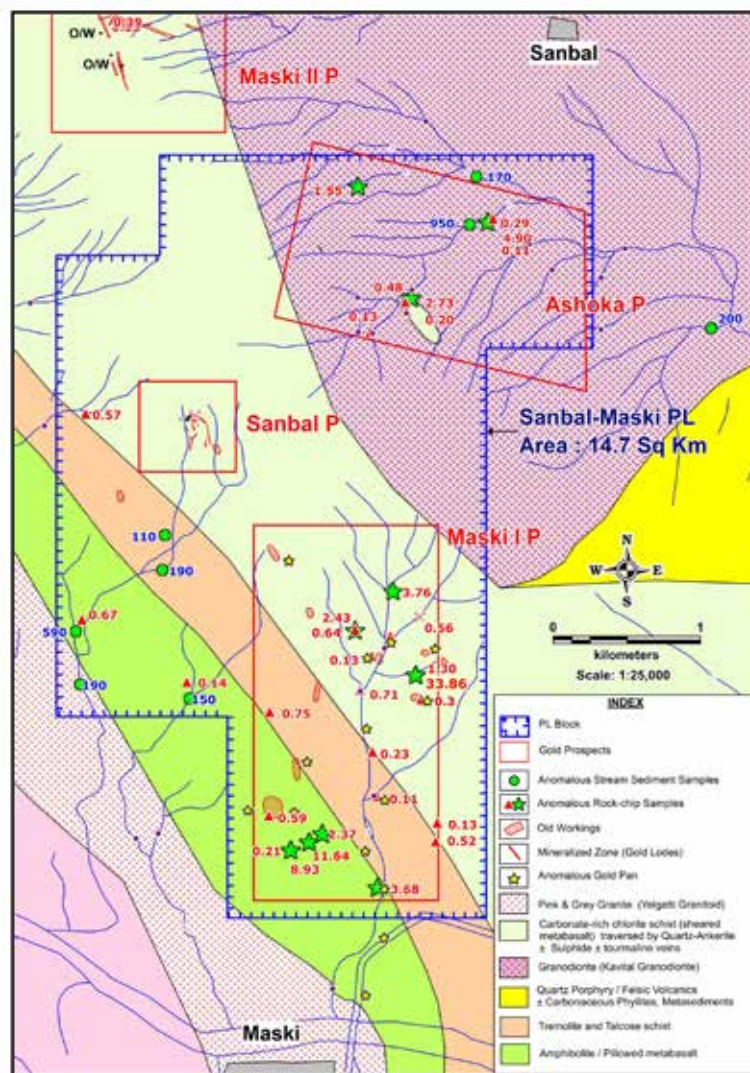 0.39
O/W
O/W
Sanbal
Maski II P
1.55
170
950
0.29
4.90
0.11
0.48
2.73
0.20
0.13
Ashoka P
200
0.57
Sanbal P
Sanbal-Maski PL
Area : 14.7 Sq Km
110
190
Maski I P
3.76
N
W E
S
0.67
590
2.43
0.64
0.56
0.13
1.30
33.86
0 1
kilometers
Scale: 1:25,000
190
0.14
150
0.71
0.3
0.75
0.23
0.11
0.59
0.13
0.52
2.37
0.21
11.64
8.93
3.68
Maski
INDEX
PL Block
Gold Prospects
Anomalous Stream Sediment Samples
Anomalous Rock-chip Samples
Old Workings
Mineralized Zone (Gold Lodes)
Anomalous Gold Pan
Pink & Grey Granite (Yelgatti Granitoid)
Carbonate-rich chlorite schist (sheared
metabasalt) traversed by Quartz-Ankerite
± Sulphide ± tourmaline veins
Granodiorite (Kavital Granodiorite)
Quartz Porphyry / Felsic Volcanics
± Carbonaceous Phyllites, Metasediments
Tremolite and Talcose schist
Amphibolite / Pillowed metabasalt